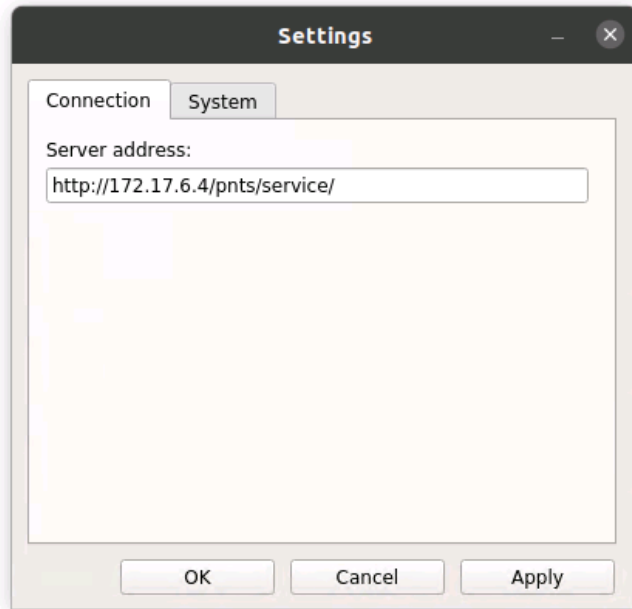 Settings
Connection
System
Server address:
http://172.17.6.4/pnts/service/
OK
Cancel
Apply